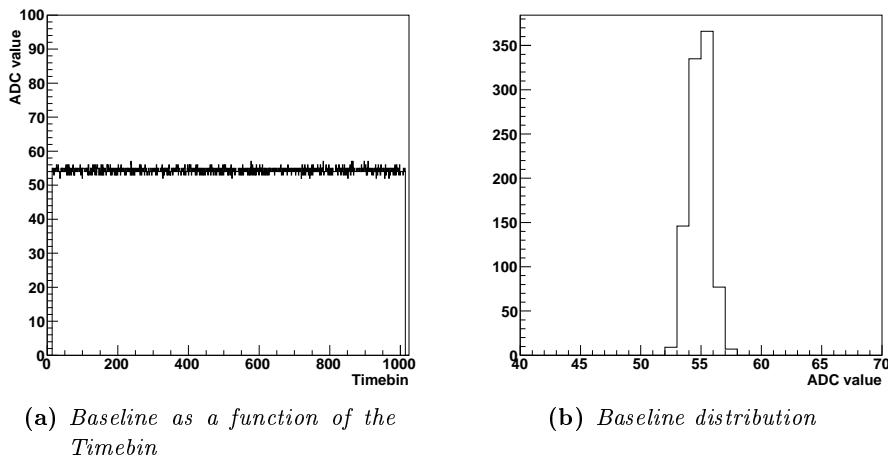 100
90
80
70
60
50
40
30
20
10
0
ADC value
0 200 400 600 800 1000
Timebin
350
300
250
200
150
100
50
0
40 45 50 55 60 65 70
ADC value
(a) Baseline as a function of the
Timebin
(b) Baseline distribution